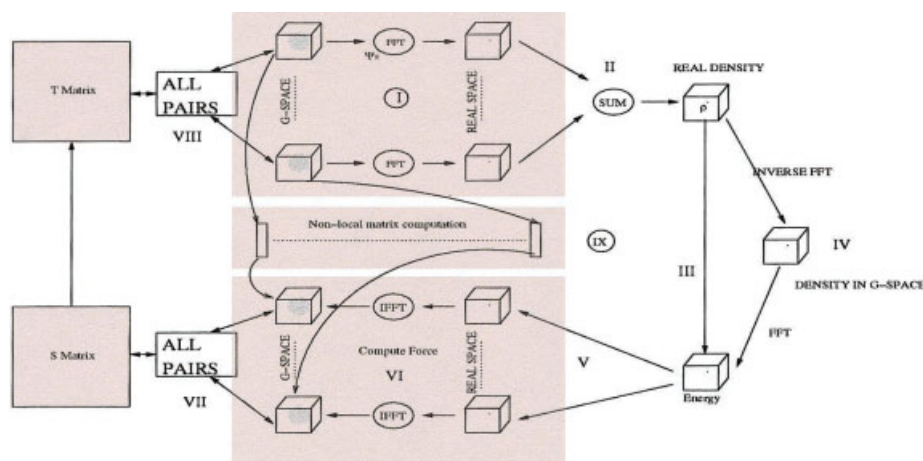 T Matrix
ALL
PAIRS
VIII
FFT
Ψ
G-SPACE
I
REAL SPACE
FFT
II
SUM
REAL DENSITY
ρ
INVERSE FFT
IV
DENSITY IN G-SPACE
III
FFT
Energy
Non-local matrix computation
IX
S Matrix
ALL
PAIRS
VII
IFFT
G-SPACE
Compute Force
VI
REAL SPACE
IFFT
V